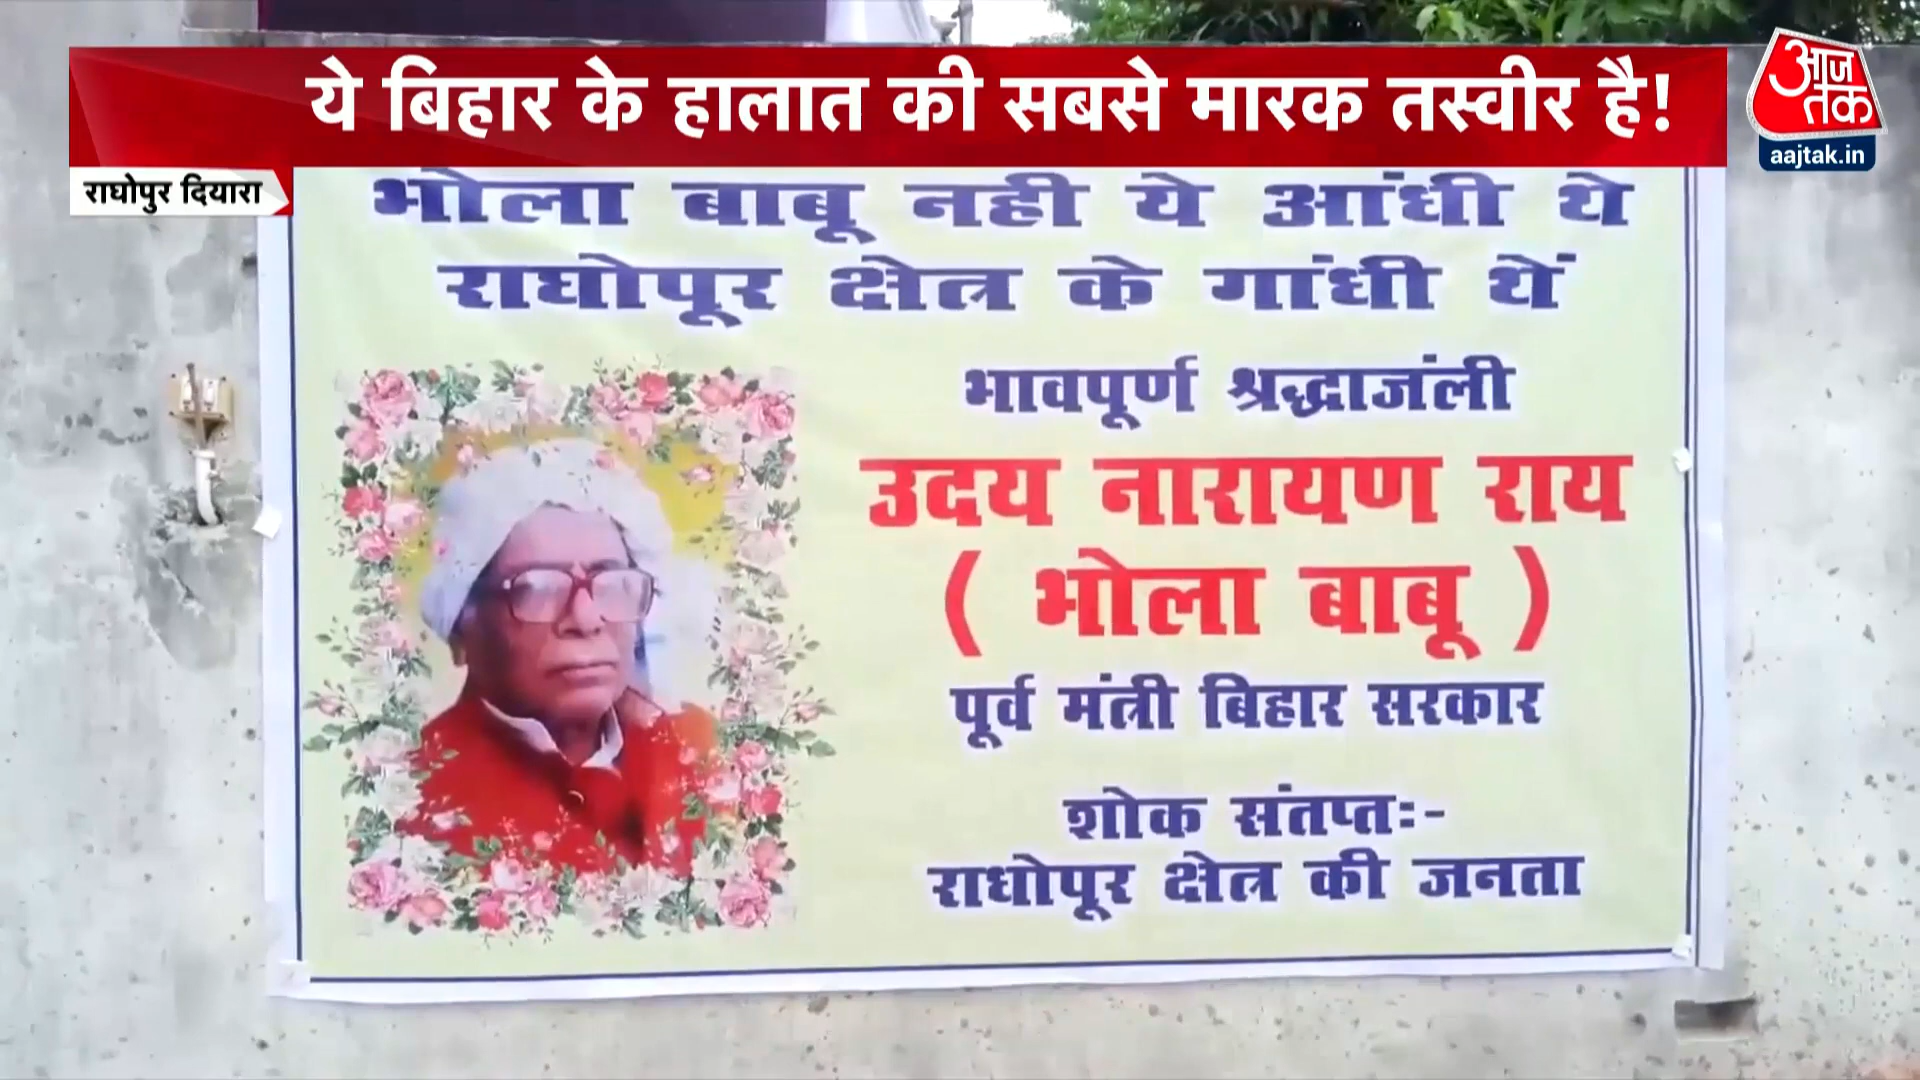 ये बिहार के हालात की सबसे मारक तस्वीर है!
आज तक
aajtak.in
राघोपुर दियारा
भोला बाबू नही ये आंधी थे
राघोपूर क्षेत्र के गांधी थें
भावपूर्ण श्रद्धाजंली
उदय नारायण राय
( भोला बाबू )
पूर्व मंत्री बिहार सरकार
शोक संतप्तः-
राधोपूर क्षेत्र की जनता